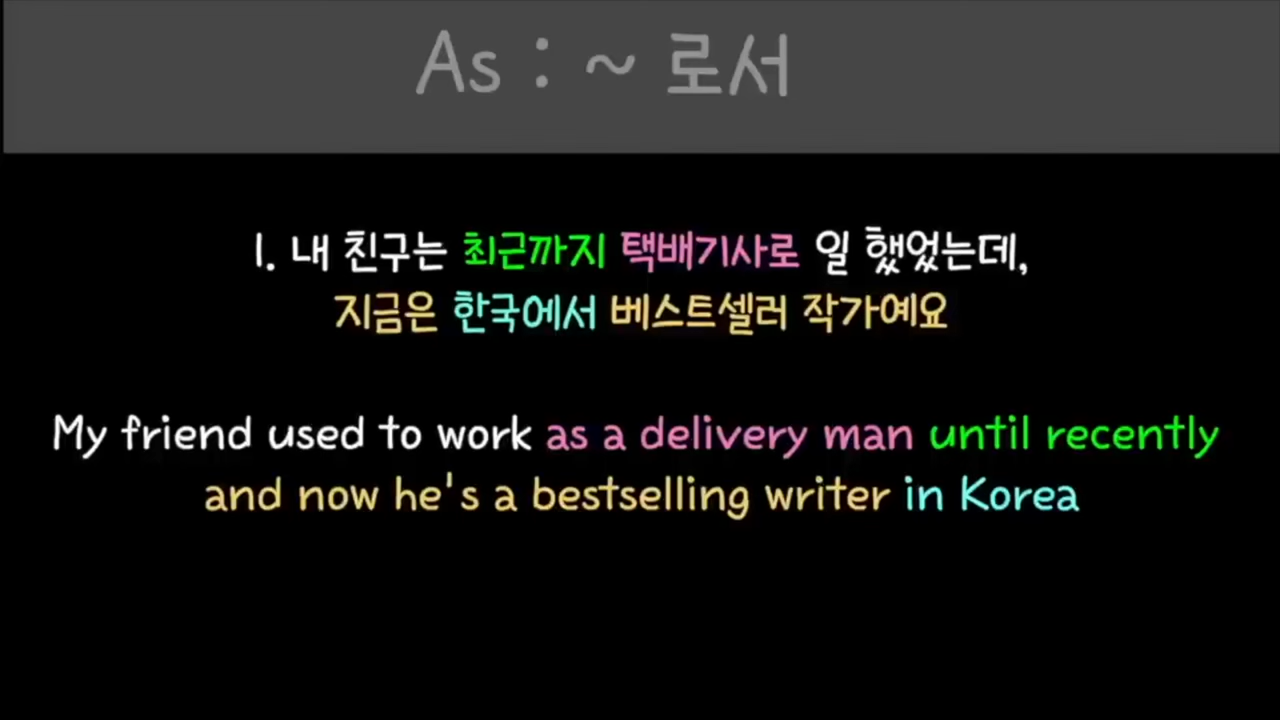 As : ~ 로서
1. 내 친구는 최근까지 택배기사로 일 했었는데,
지금은 한국에서 베스트셀러 작가예요
My friend used to work as a delivery man until recently
and now he's a bestselling writer in Korea